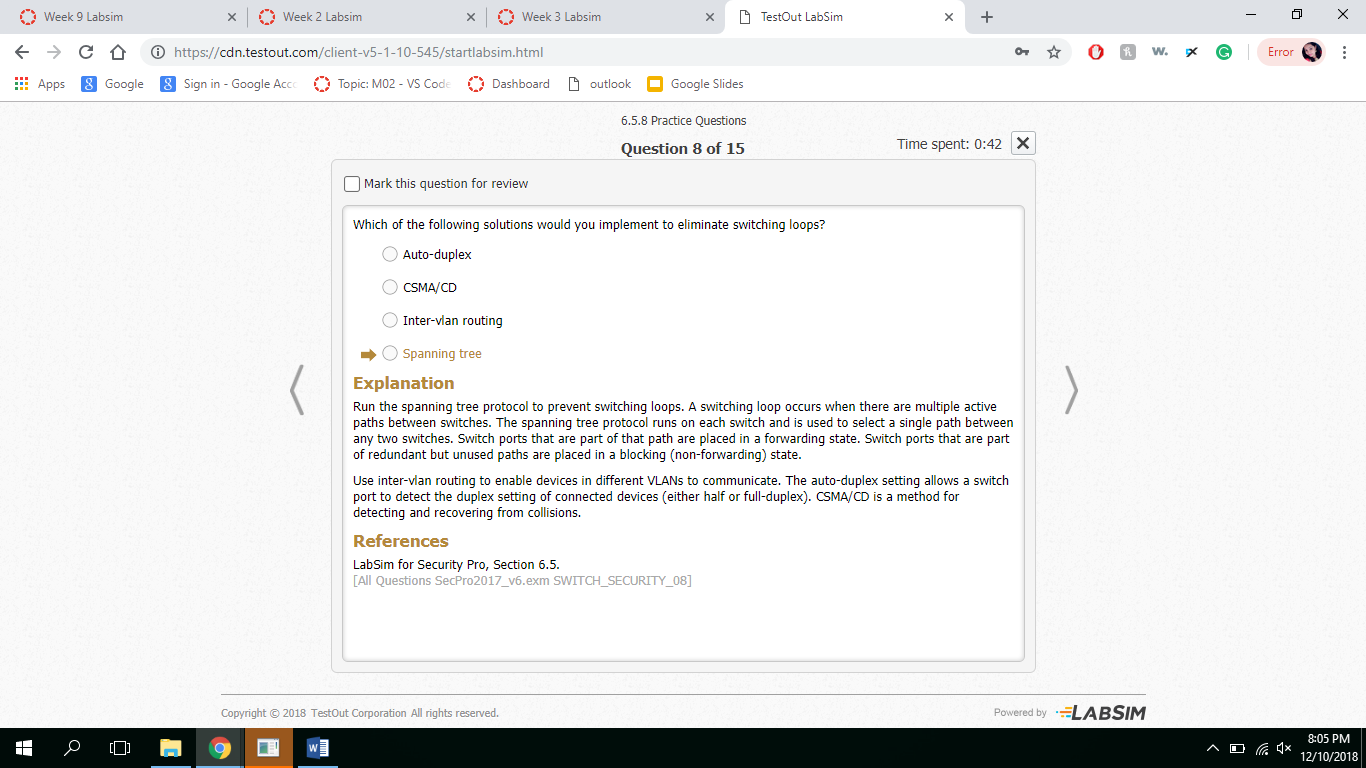 Week 9 Labsim
Week 2 Labsim
Week 3 Labsim
TestOut LabSim
https://cdn.testout.com/client-v5-1-10-545/startlabsim.html
Error
Apps
Google
Sign in - Google Acc
Topic: M02 - VS Code
Dashboard
outlook
Google Slides
6.5.8 Practice Questions
Question 8 of 15
Time spent: 0:42
Mark this question for review
Which of the following solutions would you implement to eliminate switching loops?
Auto-duplex
CSMA/CD
Inter-vlan routing
Spanning tree
Explanation
Run the spanning tree protocol to prevent switching loops. A switching loop occurs when there are multiple active
paths between switches. The spanning tree protocol runs on each switch and is used to select a single path between
any two switches. Switch ports that are part of that path are placed in a forwarding state. Switch ports that are part
of redundant but unused paths are placed in a blocking (non-forwarding) state.
Use inter-vlan routing to enable devices in different VLANs to communicate. The auto-duplex setting allows a switch
port to detect the duplex setting of connected devices (either half or full-duplex). CSMA/CD is a method for
detecting and recovering from collisions.
References
LabSim for Security Pro, Section 6.5.
[All Questions SecPro2017_v6.exm SWITCH_SECURITY_08]
Copyright © 2018 TestOut Corporation All rights reserved.
Powered by LABSIM
8:05 PM
12/10/2018